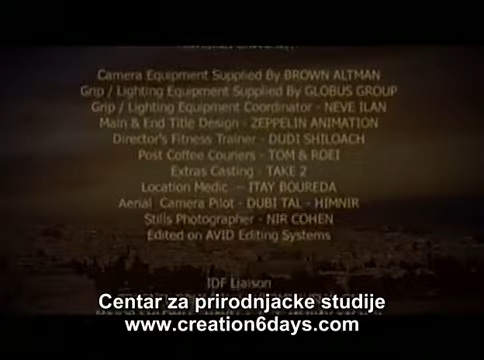 Camera Equipment Supplied By BROWN ALTMAN
Grip / Lighting Equipment Supplied By GLOBUS GROUP
Grip / Lighting Equipment Coordinator - NEVE ILAN
Main & End Title Design - ZEPPELIN ANIMATION
Director's Fitness Trainer - DUDI SHILOACH
Post Coffee Couriers - TOM & ROEI
Extras Casting - TAKE 2
Location Medic - ITAY BOUREDA
Aerial Camera Pilot - DUBI TAL - HIMNIR
Stills Photographer - NIR COHEN
Edited on AVID Editing Systems
IDF Liaison
Centar za prirodnjacke studije
www.creation6days.com